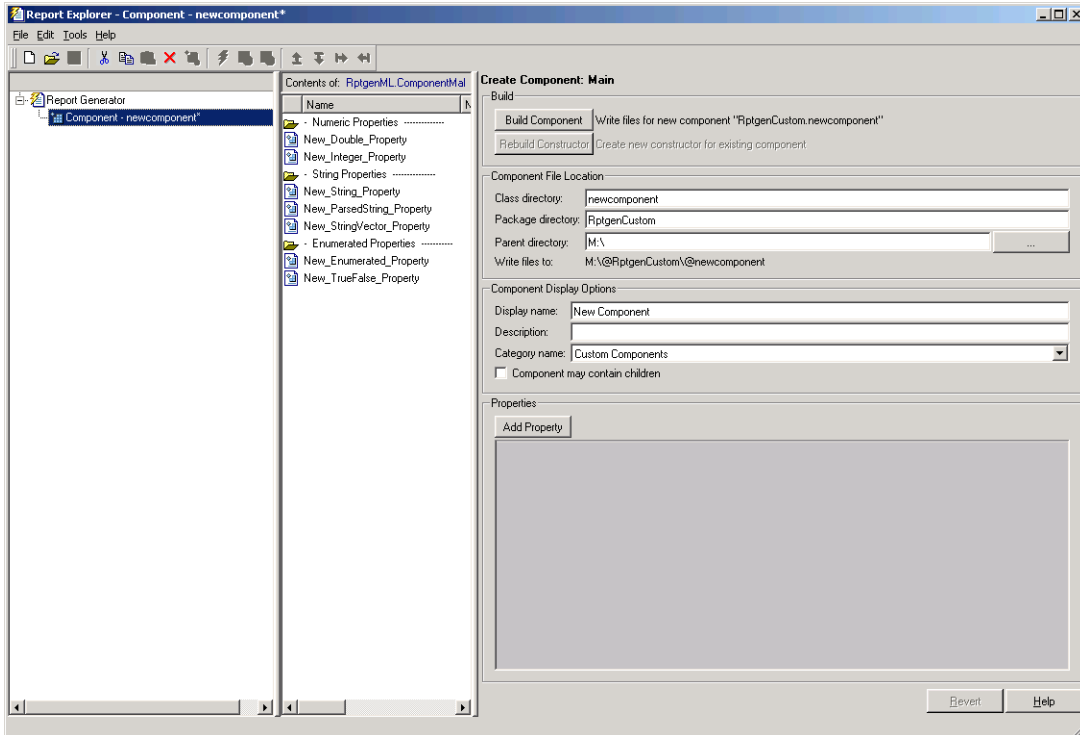 Report Explorer - Component - newcomponent*
File Edit Tools Help
Report Generator
Component - newcomponent*
Contents of: RptgenML.ComponentMal
Name N
- Numeric Properties --------------
New_Double_Property
New_Integer_Property
- String Properties --------------
New_String_Property
New_ParsedString_Property
New_StringVector_Property
- Enumerated Properties ----------
New_Enumerated_Property
New_TrueFalse_Property
Create Component: Main
Build
Build Component Write files for new component "RptgenCustom.newcomponent"
Rebuild Constructor Create new constructor for existing component
Component File Location
Class directory: newcomponent
Package directory: RptgenCustom
Parent directory: M:\ ...
Write files to: M:\@RptgenCustom\@newcomponent
Component Display Options
Display name: New Component
Description:
Category name: Custom Components
Component may contain children
Properties
Add Property
Revert Help